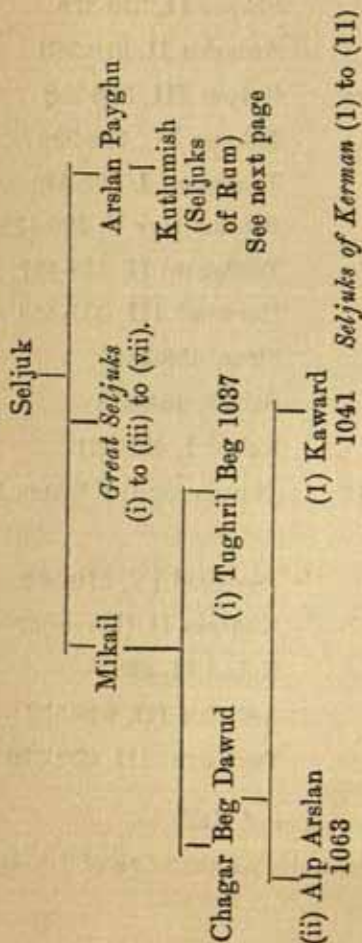 Seljuk
Mikail
Great Seljuks
(i) to (iii) to (vii).
Arslan Payghu
Kutlumish
(Seljuks
of Rum)
See next page
Chagar Beg Dawud
(i) Tughril Beg 1037
(ii) Alp Arslan
1063
(1) Kaward
1041
Seljuks of Kerman (1) to (11)